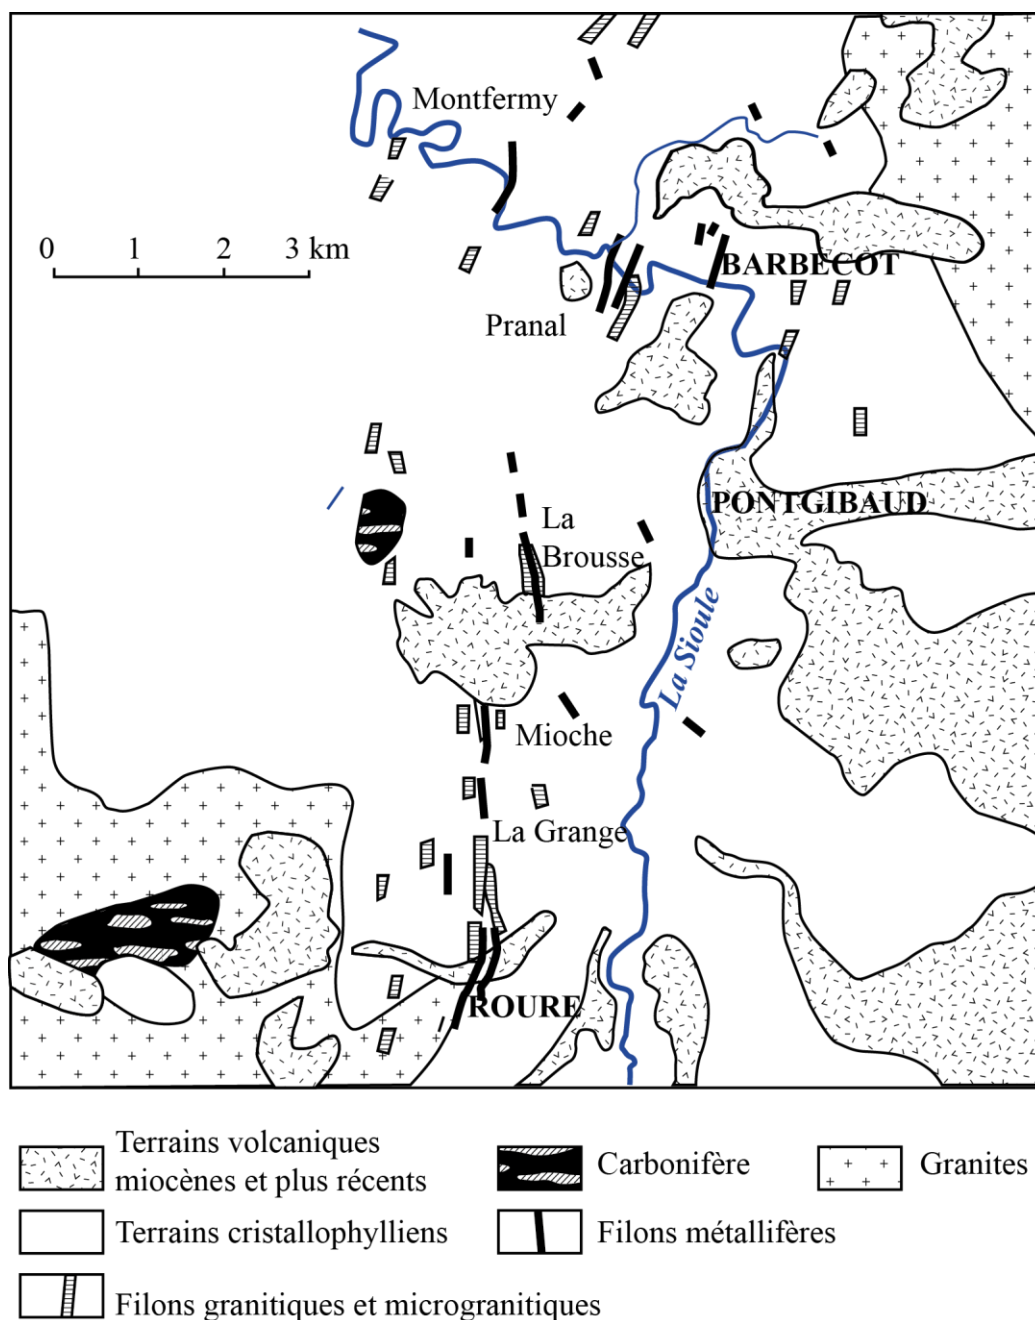 Montfermy
0 1 2 3 km
BARBECOT
Pranal
PONTGIBAUD
La
Brousse
La Sioule
Mioche
La Grange
ROURE
Terrains volcaniques
miocènes et plus récents
Carbonifère
Granites
Terrains cristallophylliens
Filons métallifères
Filons granitiques et microgranitiques